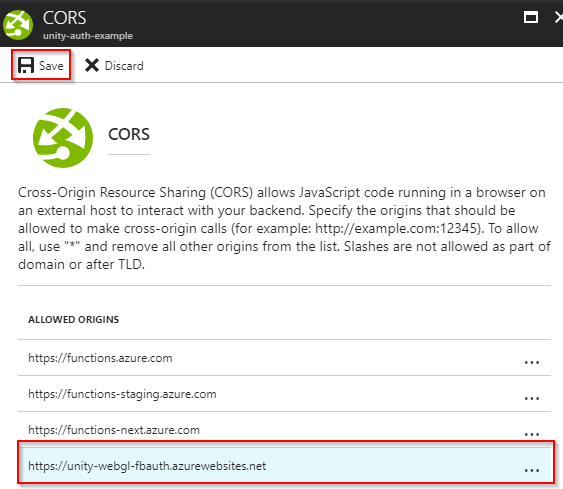 CORS
unity-auth-example
Save Discard
CORS
Cross-Origin Resource Sharing (CORS) allows JavaScript code running in a browser on
an external host to interact with your backend. Specify the origins that should be
allowed to make cross-origin calls (for example: http://example.com:12345). To allow
all, use "*" and remove all other origins from the list. Slashes are not allowed as part of
domain or after TLD.
ALLOWED ORIGINS
https://functions.azure.com ...
https://functions-staging.azure.com ...
https://functions-next.azure.com ...
https://unity-webgl-fbauth.azurewebsites.net ...